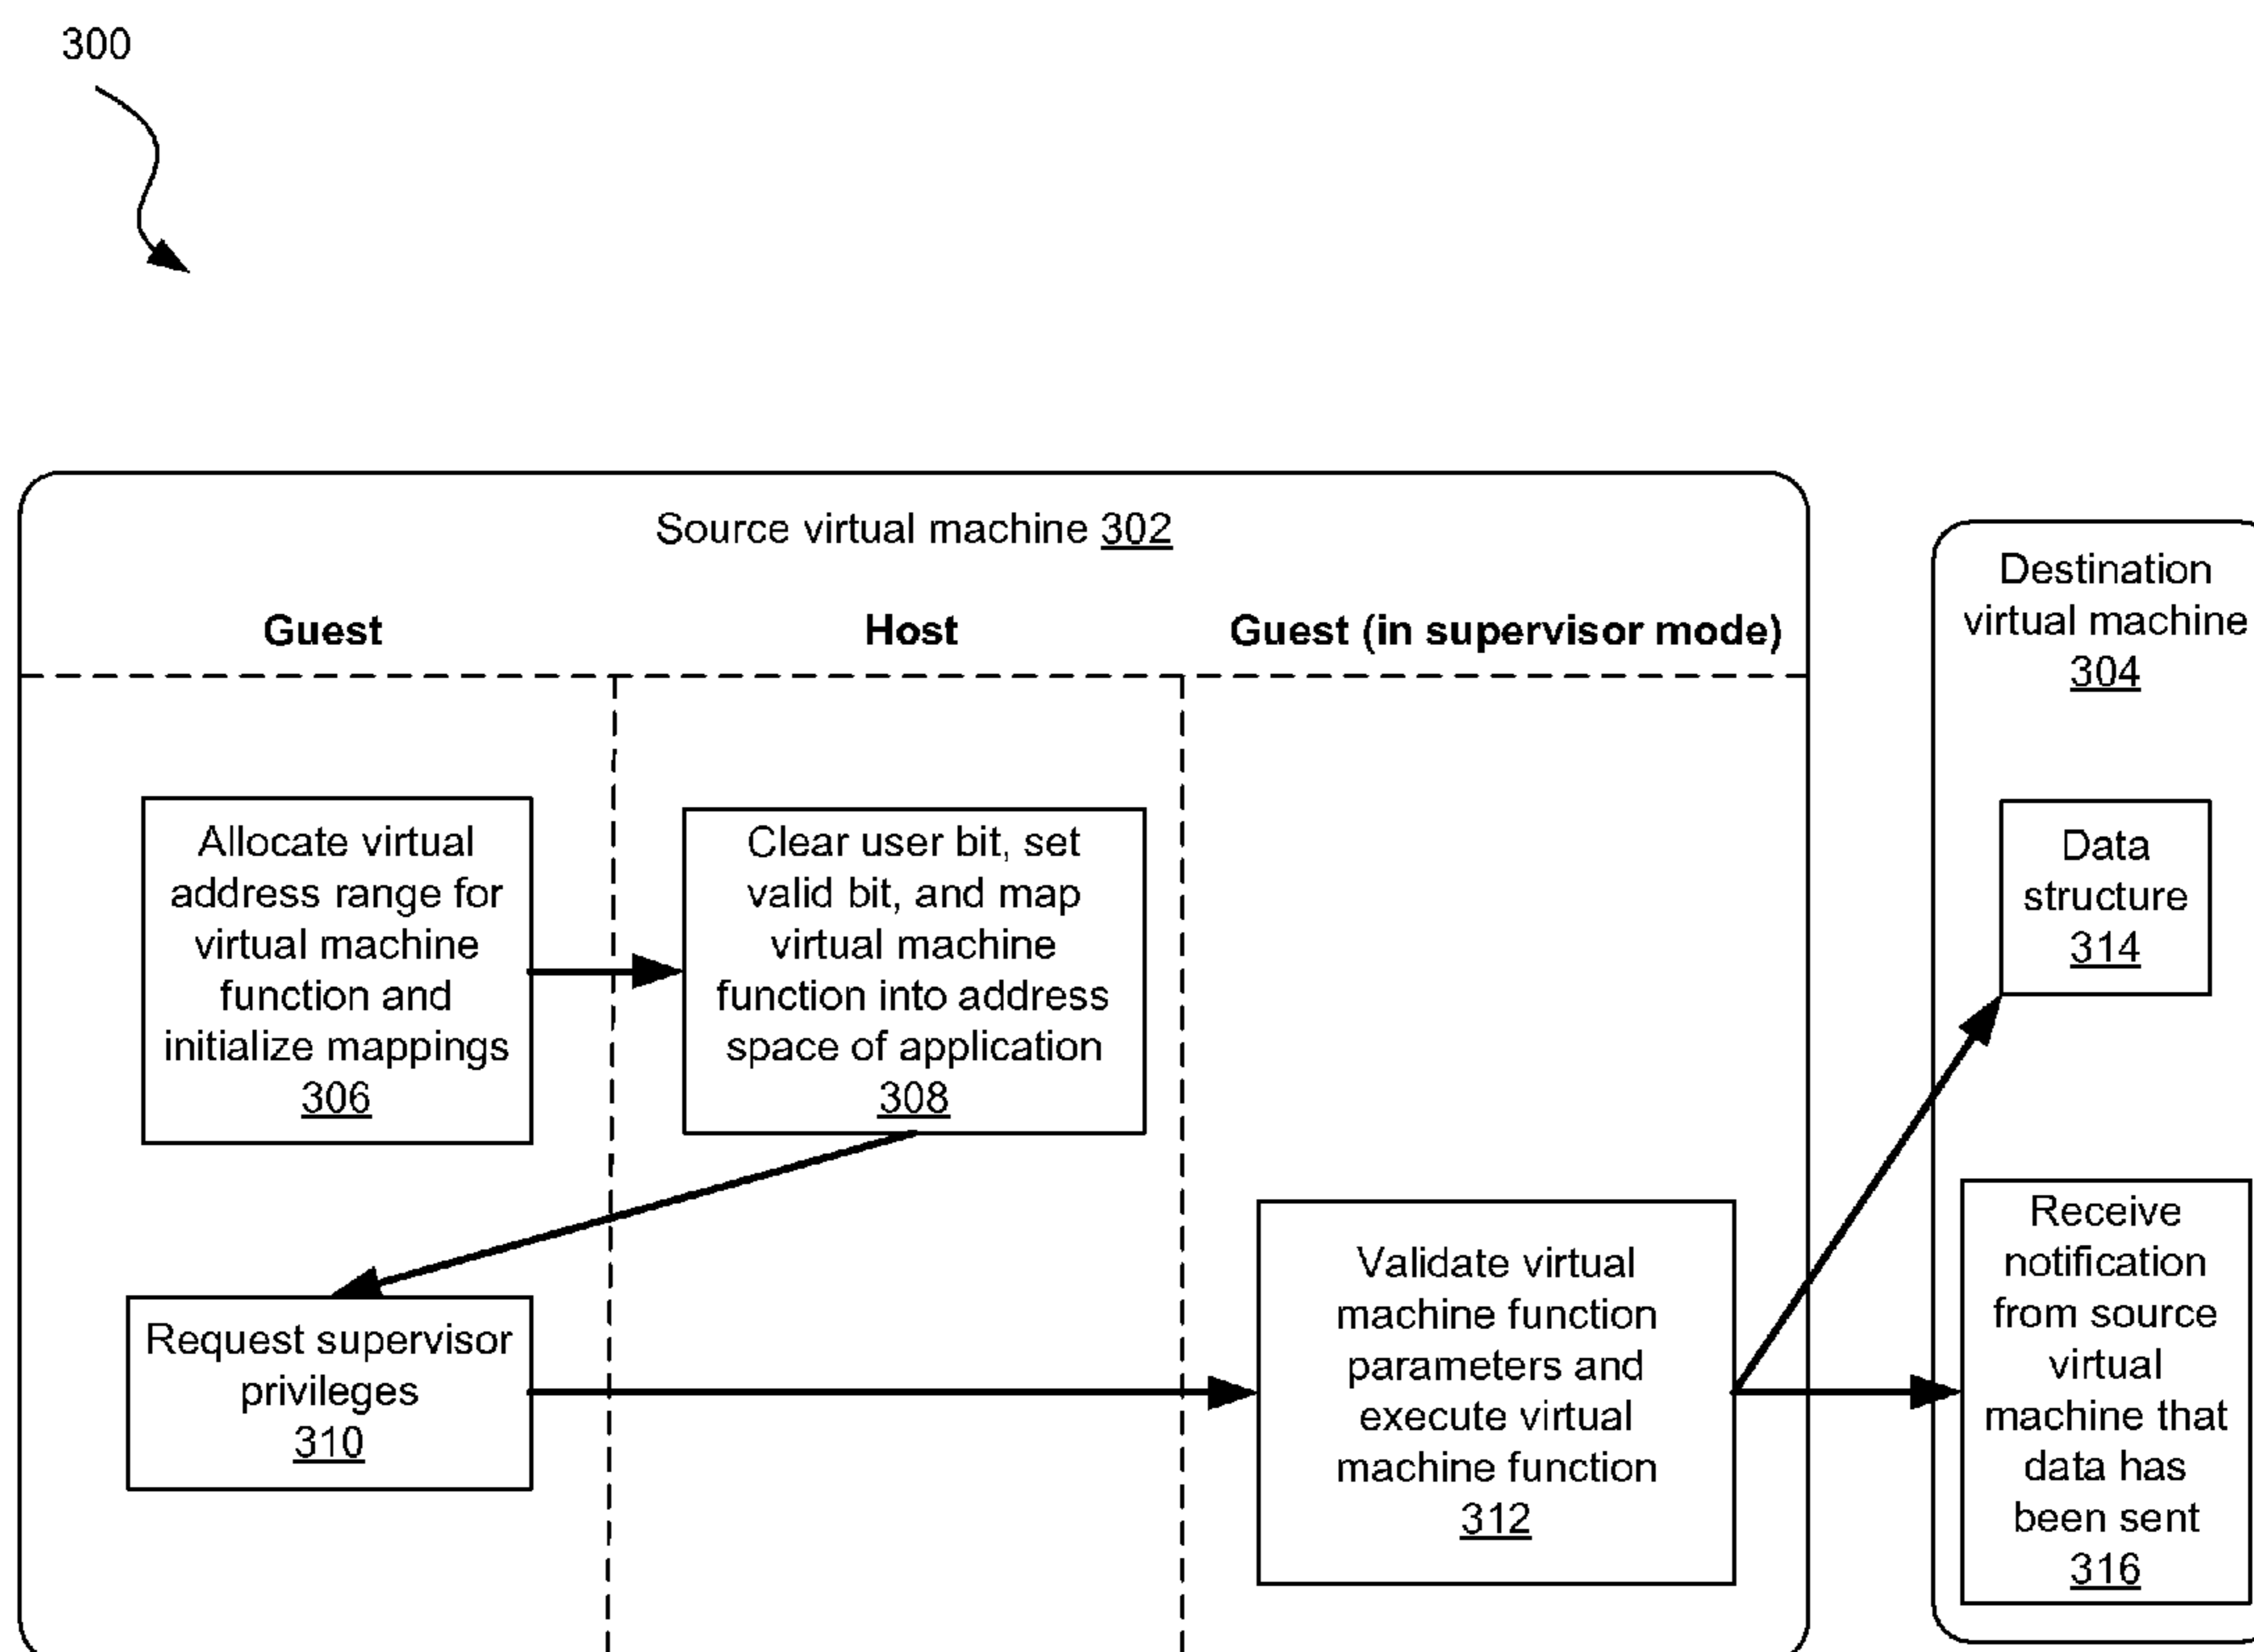 300
Source virtual machine 302
Guest
Host
Guest (in supervisor mode)
Allocate virtual
address range for
virtual machine
function and
initialize mappings
306
Clear user bit, set
valid bit, and map
virtual machine
function into address
space of application
308
Request supervisor
privileges
310
Validate virtual
machine function
parameters and
execute virtual
machine function
312
Destination
virtual machine
304
Data
structure
314
Receive
notification
from source
virtual
machine that
data has
been sent
316